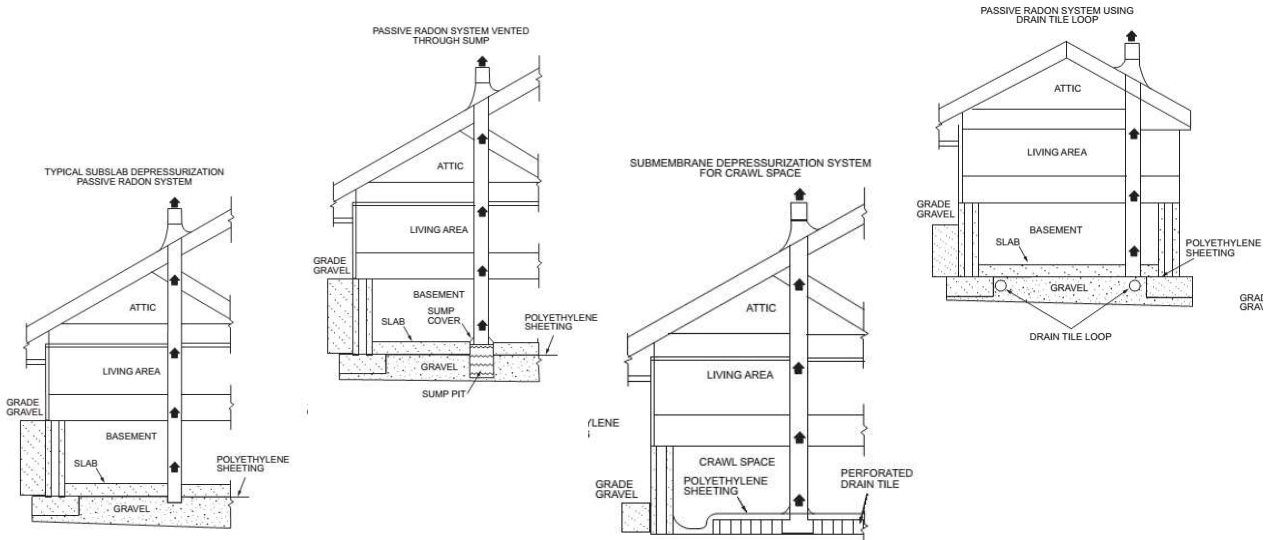 TYPICAL SUBSLAB DEPRESSURIZATION
PASSIVE RADON SYSTEM
ATTIC
LIVING AREA
GRADE
GRAVEL
BASEMENT
SLAB
POLYETHYLENE
SHEETING
GRAVEL
PASSIVE RADON SYSTEM VENTED
THROUGH SUMP
ATTIC
LIVING AREA
GRADE
GRAVEL
BASEMENT
SUMP
COVER
SLAB
POLYETHYLENE
SHEETING
GRAVEL
SUMP PIT
SUBMEMBRANE DEPRESSURIZATION SYSTEM
FOR CRAWL SPACE
ATTIC
LIVING AREA
YLENE
CRAWL SPACE
PERFORATED
DRAIN TILE
POLYETHYLENE
SHEETING
GRADE
GRAVEL
PASSIVE RADON SYSTEM USING
DRAIN TILE LOOP
ATTIC
LIVING AREA
GRADE
GRAVEL
BASEMENT
SLAB
POLYETHYLENE
SHEETING
GRAVEL
DRAIN TILE LOOP
GRA